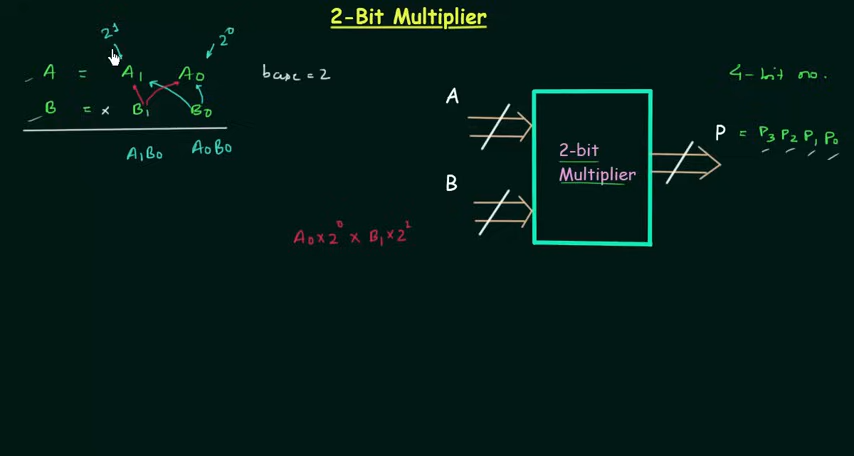 2-Bit Multiplier
2¹ 2⁰
A = A₁ A₀
B = × B₁ B₀
A₁B₀ A₀B₀
base = 2
A₀ × 2⁰ × B₁ × 2¹
A
B
2-bit
Multiplier
4-bit no.
P = P₃ P₂ P₁ P₀